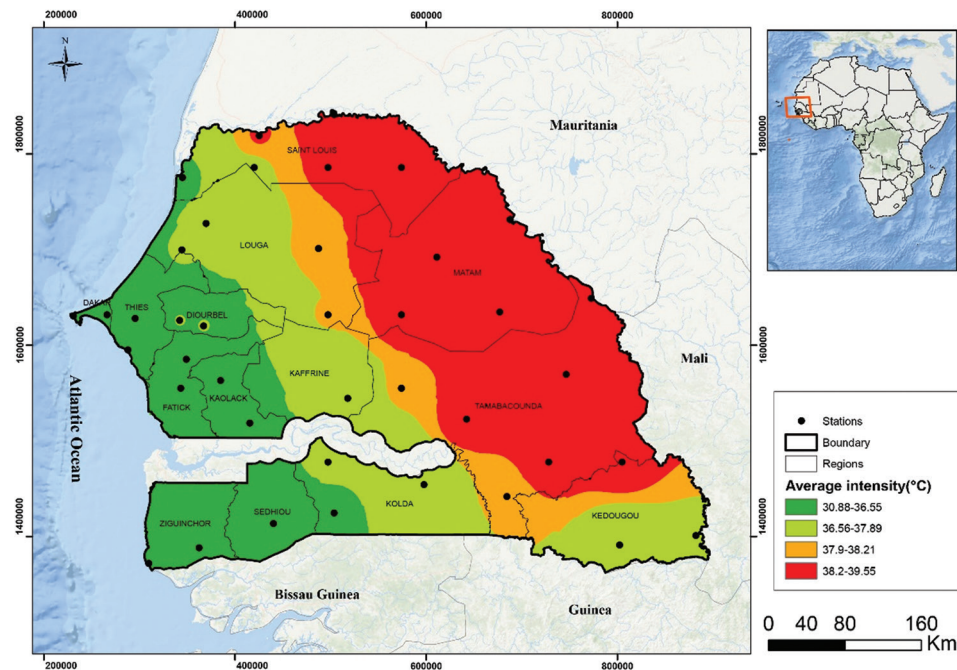 200000 400000 600000 800000
N
1800000
1600000
1400000
1800000
1600000
1400000
Mauritania
SAINT LOUIS
LOUGA
MATAM
DAKAR
THIES
DIOURBEL
Mali
KAFFRINE
FATICK
KAOLACK
TAMABACOUNDA
Atlantic Ocean
KOLDA
SEDHIOU
ZIGUINCHOR
KEDOUGOU
Bissau Guinea
Guinea
200000 400000 600000 800000
Stations
Boundary
Regions
Average intensity(°C)
30.88-36.55
36.56-37.89
37.9-38.21
38.2-39.55
0 40 80 160
Km